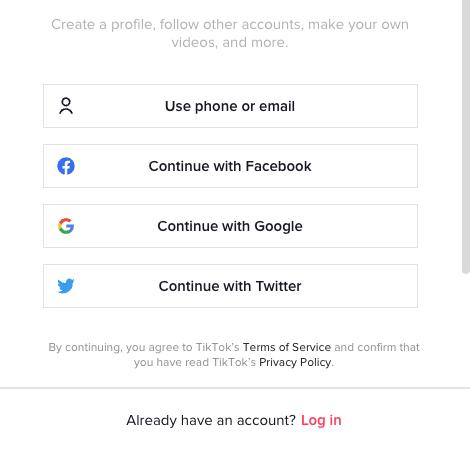 Create a profile, follow other accounts, make your own
videos, and more.
Use phone or email
Continue with Facebook
Continue with Google
Continue with Twitter
By continuing, you agree to TikTok's Terms of Service and confirm that
you have read TikTok's Privacy Policy.
Already have an account? Log in